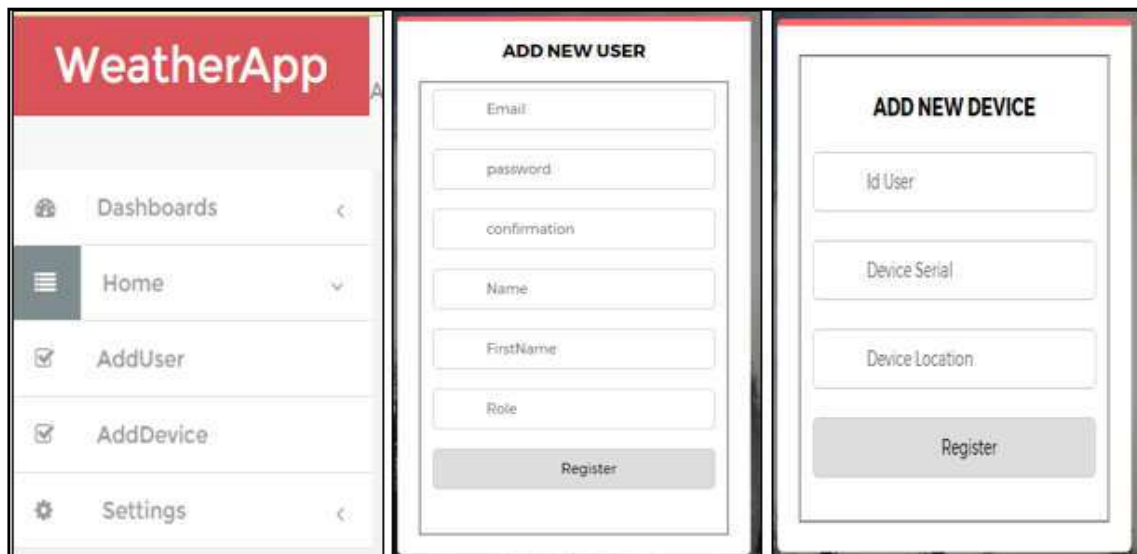 WeatherApp
A
Dashboards
Home
AddUser
AddDevice
Settings
ADD NEW USER
Email
password
confirmation
Name
FirstName
Role
Register
ADD NEW DEVICE
Id User
Device Serial
Device Location
Register